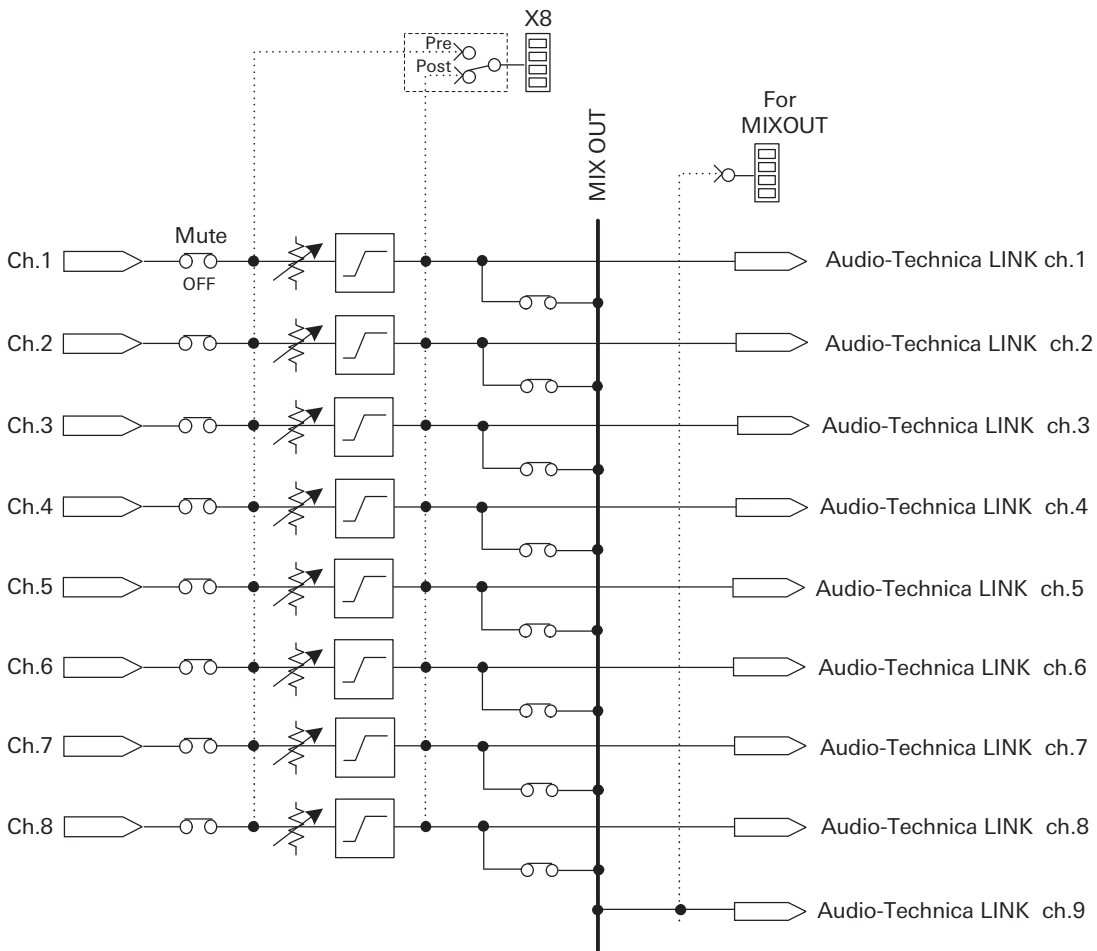 X8
Pre
Post
For
MIXOUT
MIX OUT
Mute
OFF
Ch.1
Audio-Technica LINK ch.1
Ch.2
Audio-Technica LINK ch.2
Ch.3
Audio-Technica LINK ch.3
Ch.4
Audio-Technica LINK ch.4
Ch.5
Audio-Technica LINK ch.5
Ch.6
Audio-Technica LINK ch.6
Ch.7
Audio-Technica LINK ch.7
Ch.8
Audio-Technica LINK ch.8
Audio-Technica LINK ch.9